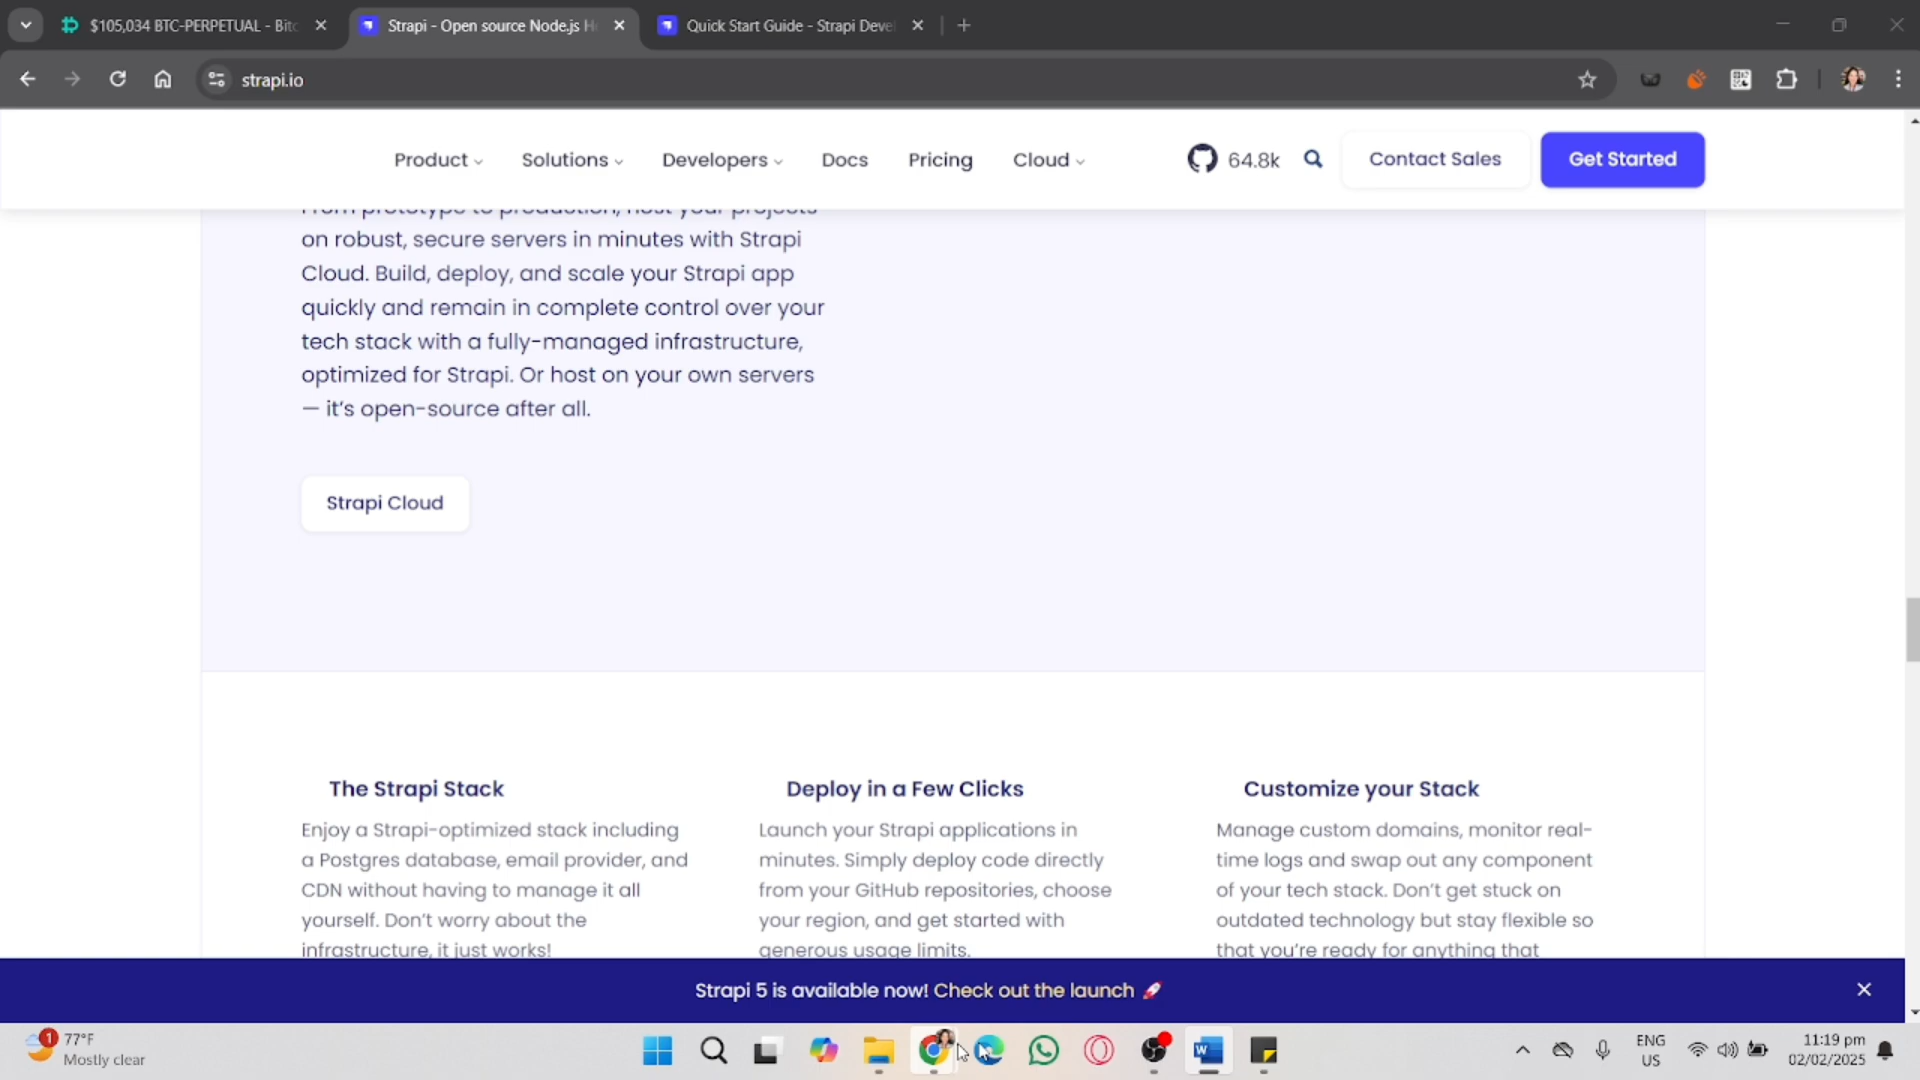 $105,034 BTC-PERPETUAL - Bitc
Strapi - Open source Node.js H
Quick Start Guide - Strapi Deve
strapi.io
Product
Solutions
Developers
Docs
Pricing
Cloud
64.8k
Contact Sales
Get Started
From prototype to production, host your projects
on robust, secure servers in minutes with Strapi
Cloud. Build, deploy, and scale your Strapi app
quickly and remain in complete control over your
tech stack with a fully-managed infrastructure,
optimized for Strapi. Or host on your own servers
— it's open-source after all.
Strapi Cloud
The Strapi Stack
Enjoy a Strapi-optimized stack including
a Postgres database, email provider, and
CDN without having to manage it all
yourself. Don't worry about the
infrastructure, it just works!
Deploy in a Few Clicks
Launch your Strapi applications in
minutes. Simply deploy code directly
from your GitHub repositories, choose
your region, and get started with
generous usage limits.
Customize your Stack
Manage custom domains, monitor real-
time logs and swap out any component
of your tech stack. Don't get stuck on
outdated technology but stay flexible so
that you're ready for anything that
Strapi 5 is available now! Check out the launch 🚀
1
77°F
Mostly clear
W
ENG
US
11:19 pm
02/02/2025